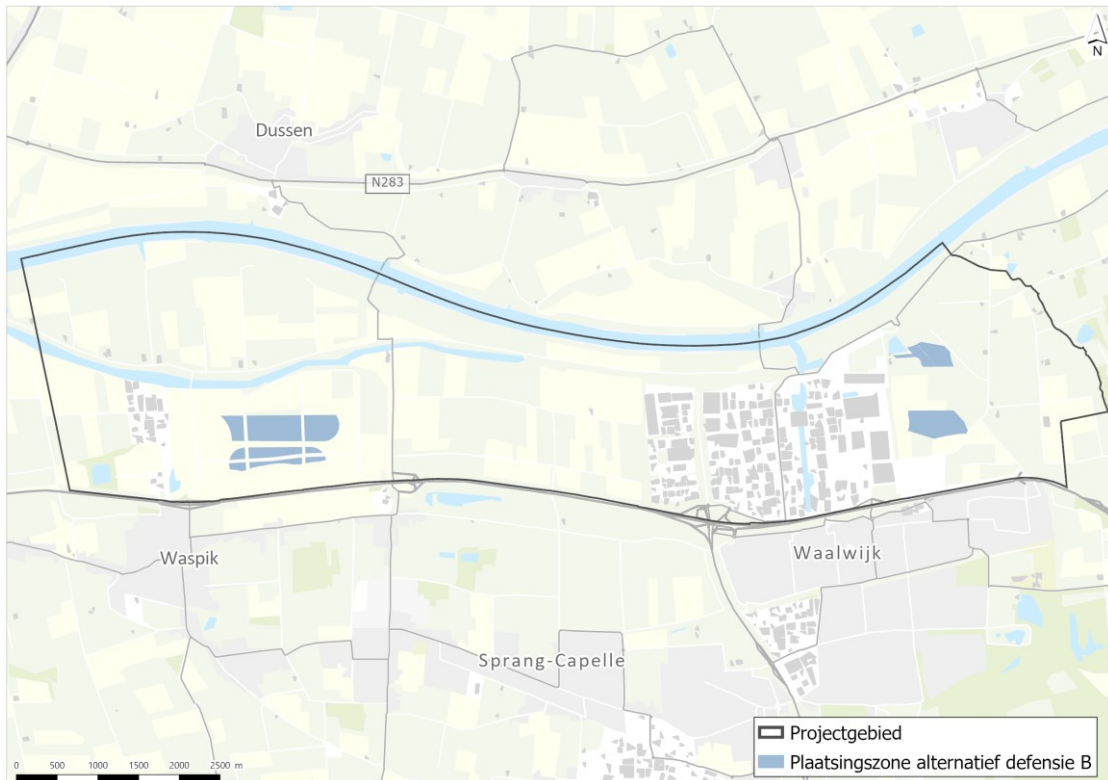 N
Dussen
N283
Waspik
Waalwijk
Sprang-Capelle
Projectgebied
Plaatsingszone alternatief defensie B
0 500 1000 1500 2000 2500 m